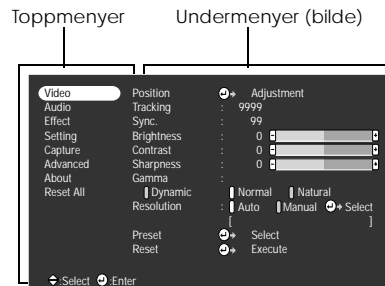 Toppmenyer Undermenyer (bilde)
Video Position Adjustment
Audio Tracking : 9999
Effect Sync. : 99
Setting Brightness : 0
Capture Contrast : 0
Advanced Sharpness : 0
About Gamma :
Reset All Dynamic Normal Natural
Resolution : Auto Manual Select
[ ]
Preset Select
Reset Execute
:Select :Enter